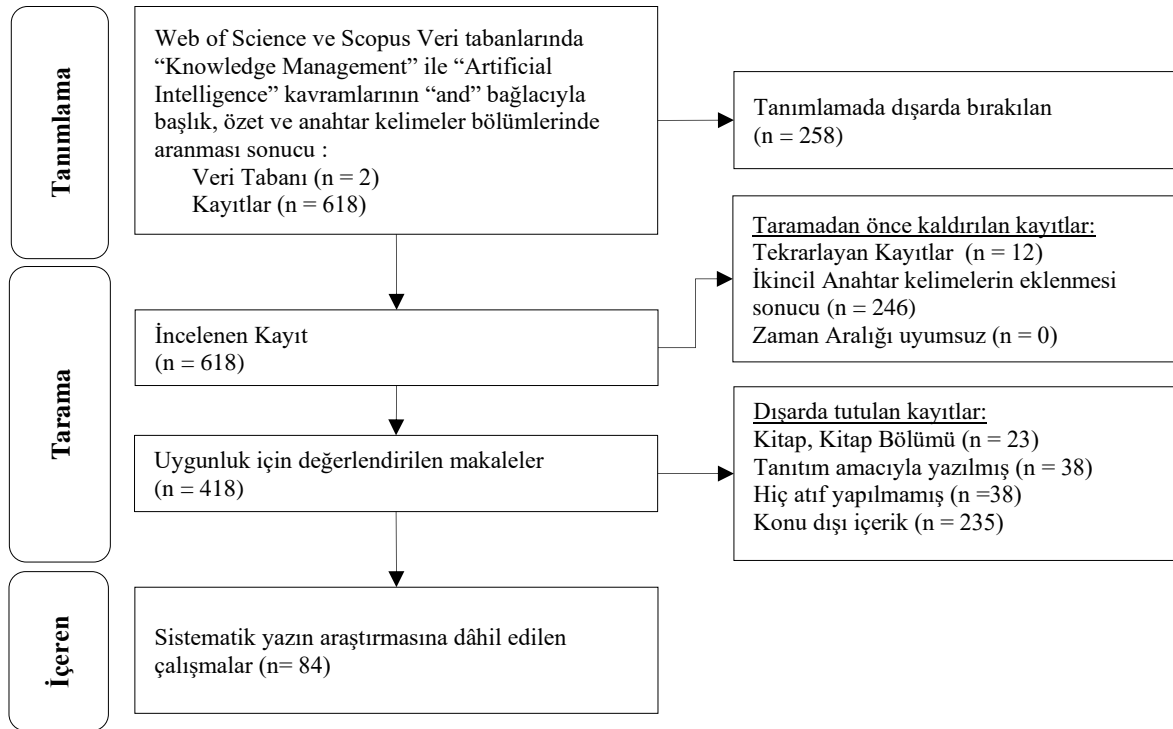 Tanımlama
Web of Science ve Scopus Veri tabanlarında
“Knowledge Management” ile “Artificial
Intelligence” kavramlarının “and” bağlacıyla
başlık, özet ve anahtar kelimeler bölümlerinde
aranması sonucu :
Veri Tabanı (n = 2)
Kayıtlar (n = 618)
Tanımlamada dışarda bırakılan
(n = 258)
Taramadan önce kaldırılan kayıtlar:
Tekrarlayan Kayıtlar (n = 12)
İkincil Anahtar kelimelerin eklenmesi
sonucu (n = 246)
Zaman Aralığı uyumsuz (n = 0)
Tarama
İncelenen Kayıt
(n = 618)
Uygunluk için değerlendirilen makaleler
(n = 418)
Dışarda tutulan kayıtlar:
Kitap, Kitap Bölümü (n = 23)
Tanıtım amacıyla yazılmış (n = 38)
Hiç atıf yapılmamış (n =38)
Konu dışı içerik (n = 235)
İçeren
Sistematik yazın araştırmasına dâhil edilen
çalışmalar (n= 84)